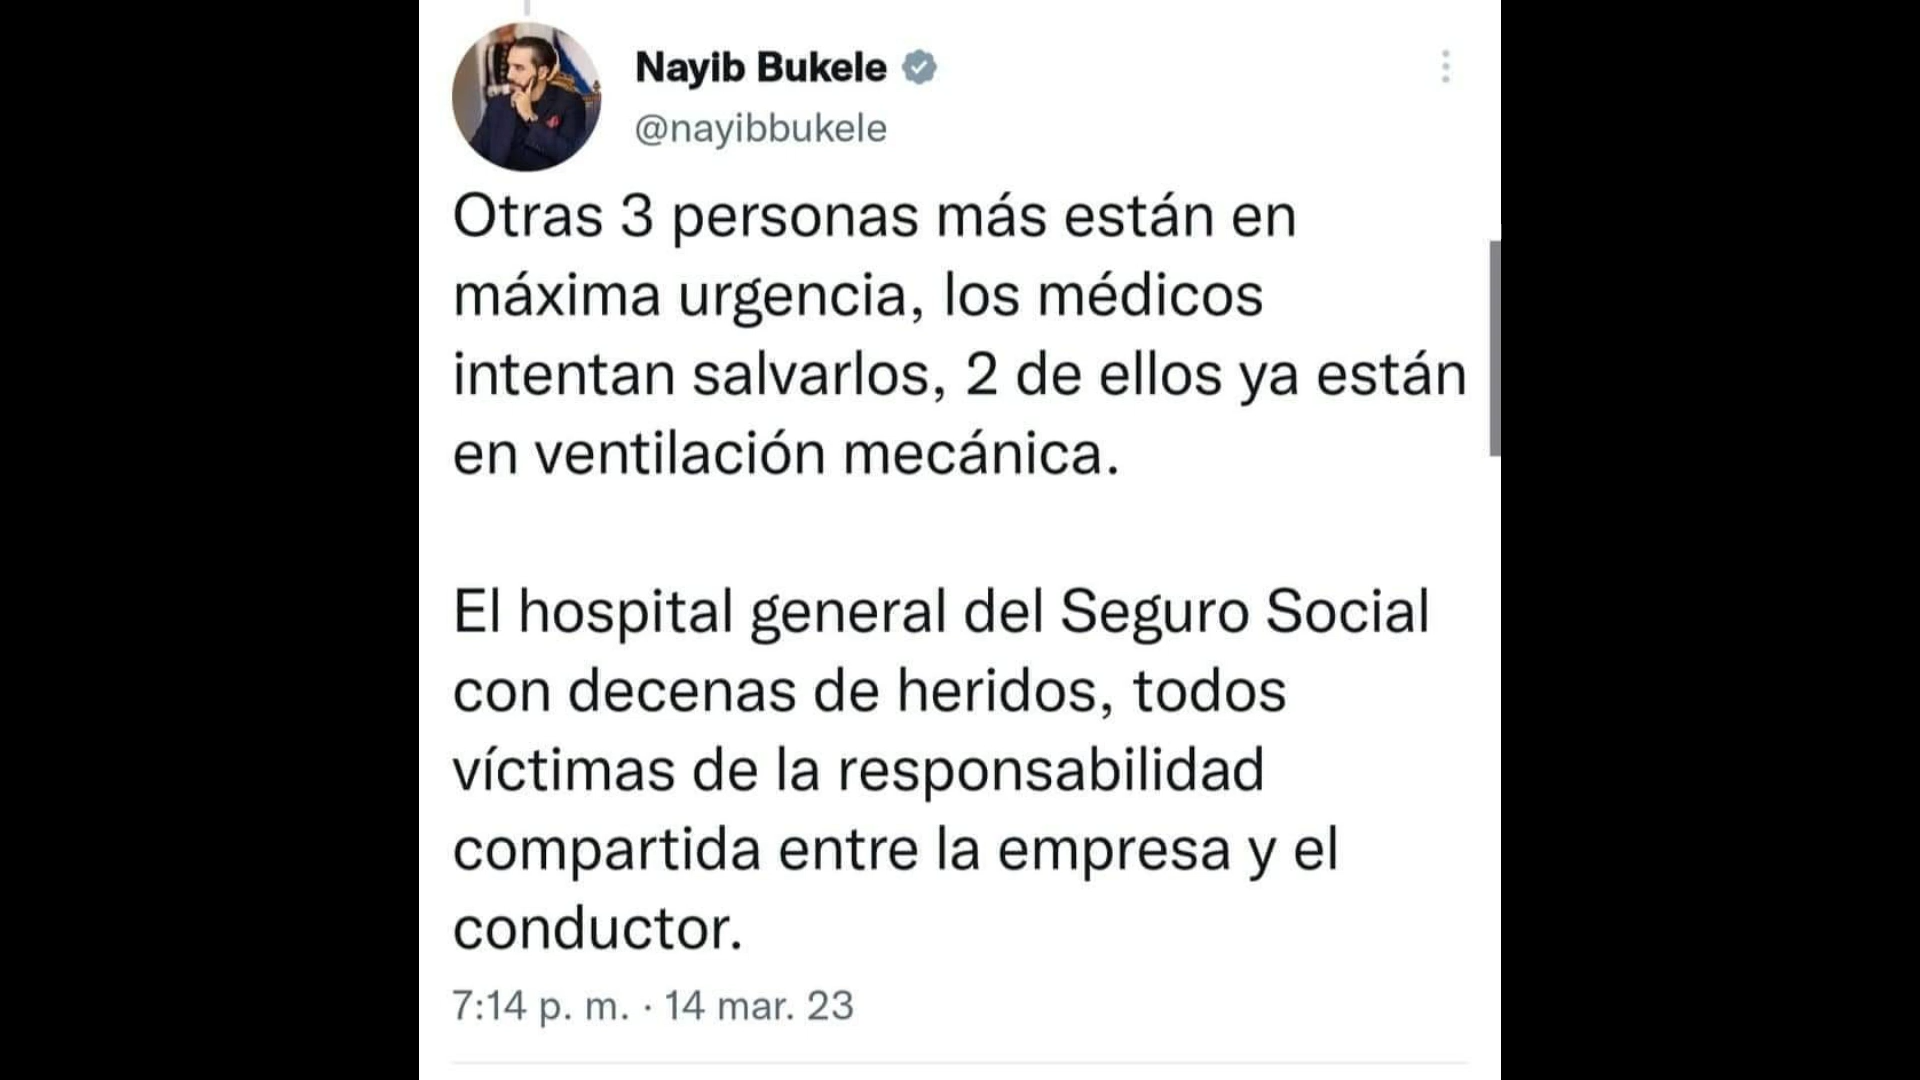 Nayib Bukele
@nayibbukele
Otras 3 personas más están en
máxima urgencia, los médicos
intentan salvarlos, 2 de ellos ya están
en ventilación mecánica.
El hospital general del Seguro Social
con decenas de heridos, todos
víctimas de la responsabilidad
compartida entre la empresa y el
conductor.
7:14 p. m. · 14 mar. 23